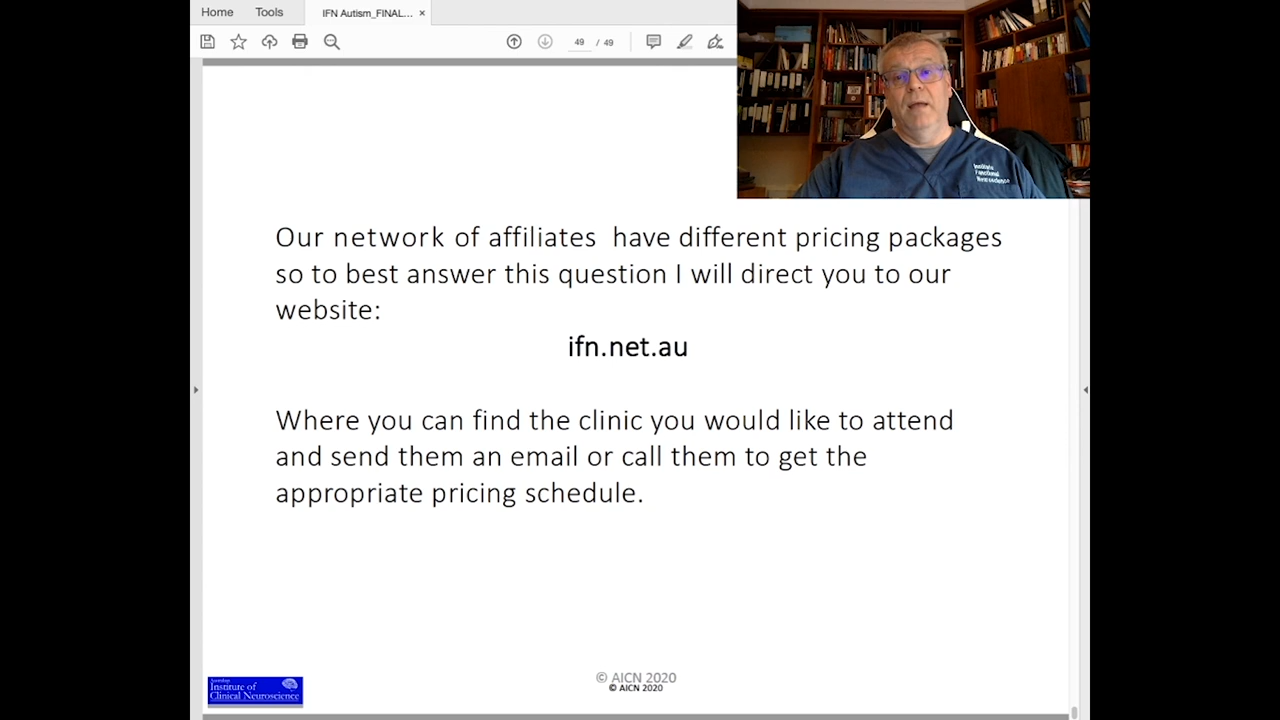 Home Tools IFN Autism_FINAL... ×
49 / 49
Institute
Functional
Neuroscience
Our network of affiliates have different pricing packages
so to best answer this question I will direct you to our
website:
ifn.net.au
Where you can find the clinic you would like to attend
and send them an email or call them to get the
appropriate pricing schedule.
Institute of
Clinical Neuroscience
© AICN 2020
© AICN 2020